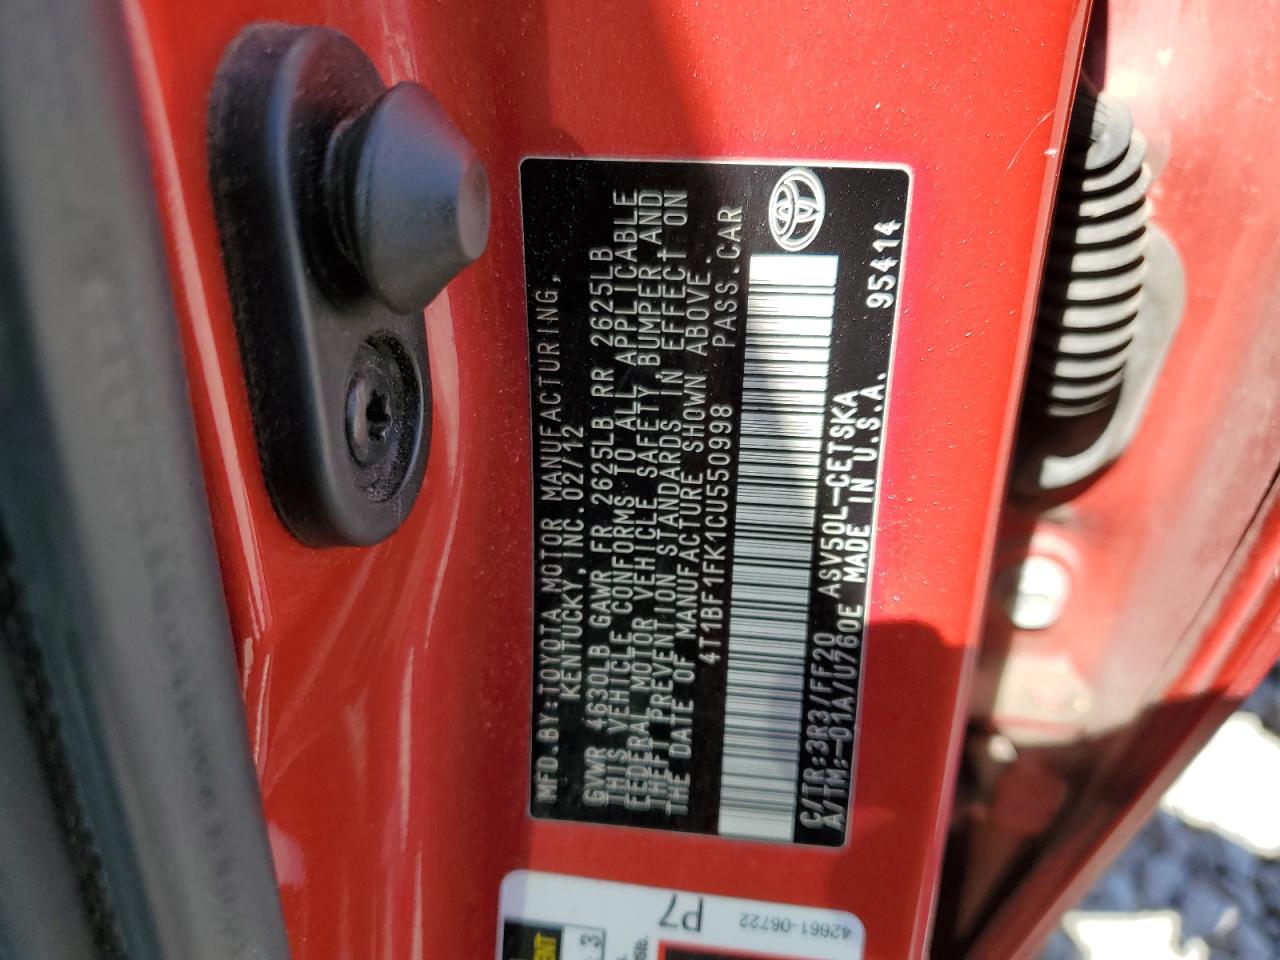 MFD.BY:TOYOTA MOTOR MANUFACTURING,
KENTUCKY,INC.02/12
GVWR 4630LB GAWR FR 2625LB RR 2625LB
THIS VEHICLE CONFORMS TO ALL APPLICABLE
FEDERAL MOTOR VEHICLE SAFETY BUMPER, AND
THEFT PREVENTION STANDARDS IN EFFECT ON
THE DATE OF MANUFACTURE SHOWN ABOVE.
4T1BF1FK1CU550998 PASS.CAR
C/TR:3R3/FF20 ASV50L-CETSKA 95414
A/TM:-01A/U760E MADE IN U.S.A.
P7
42661-06722